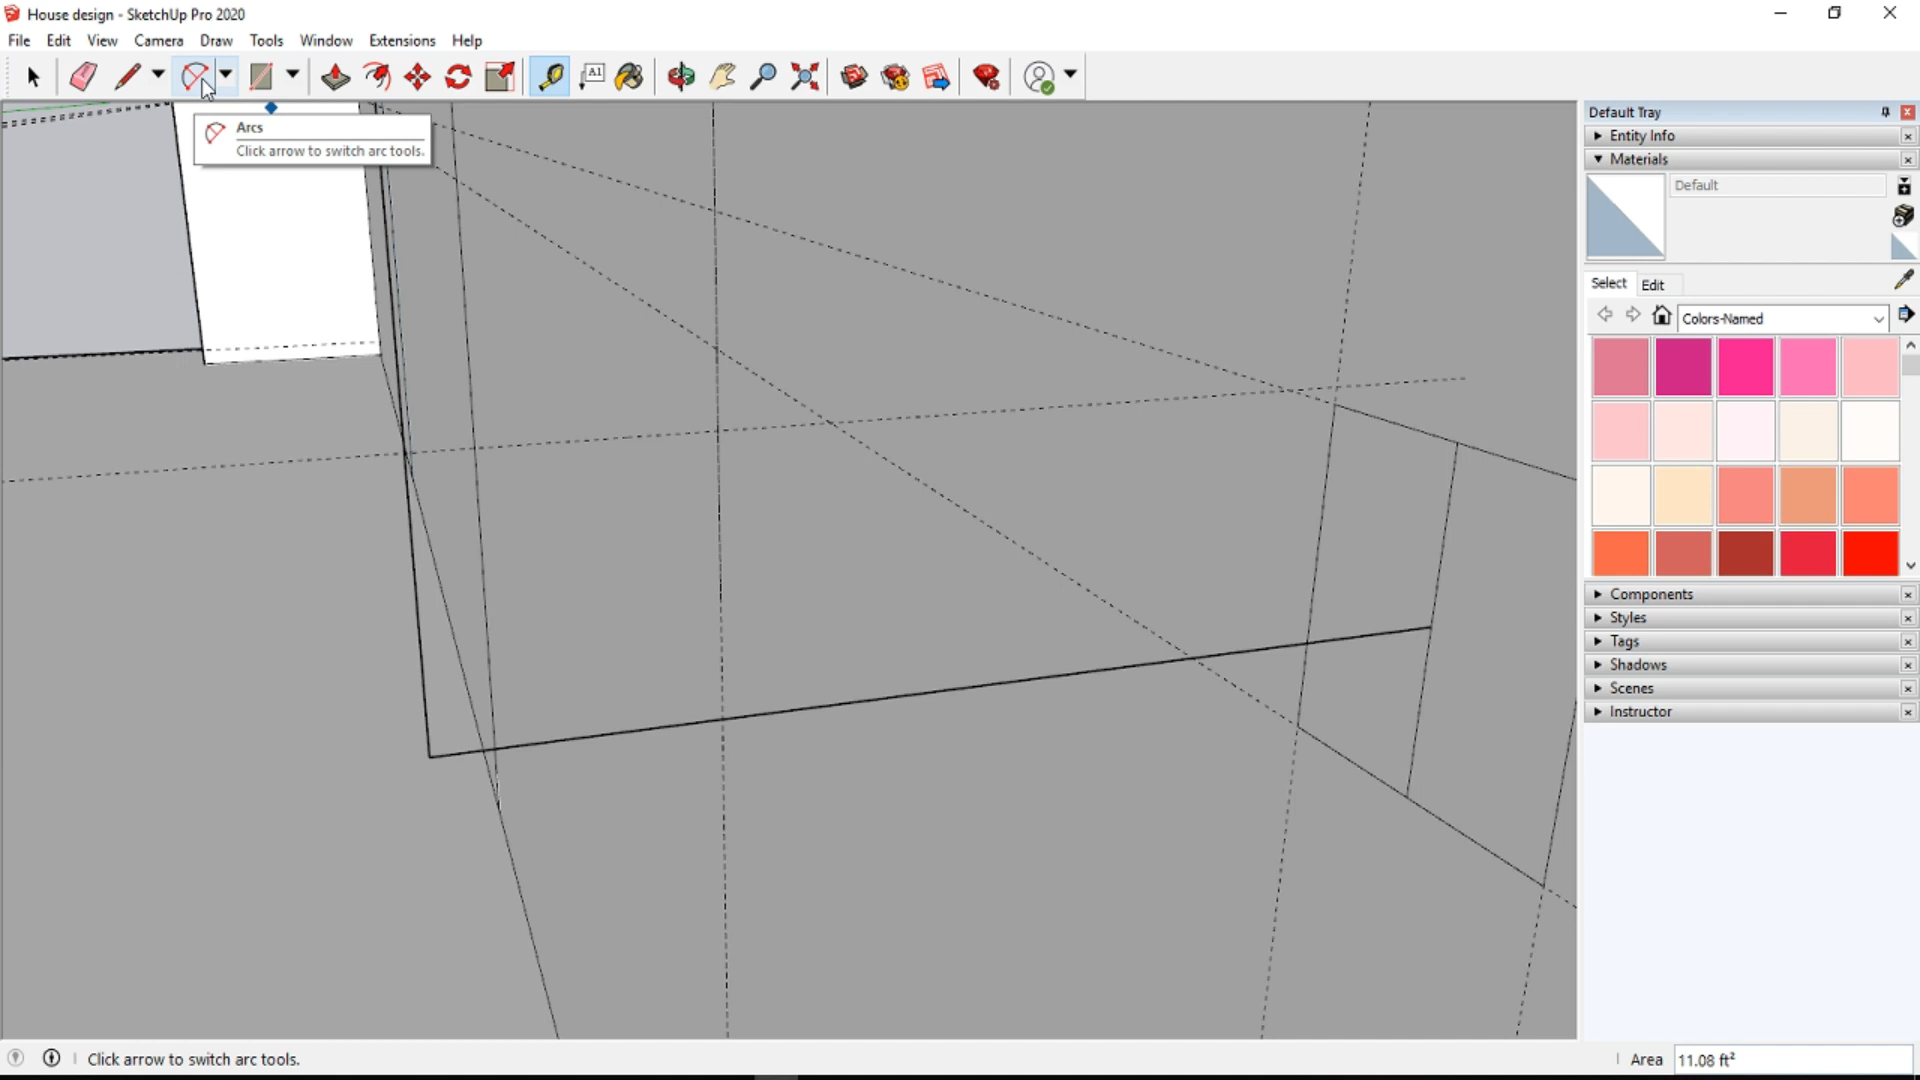 House design - SketchUp Pro 2020
File Edit View Camera Draw Tools Window Extensions Help
A1
Arcs
Click arrow to switch arc tools.
Default Tray
Entity Info
Materials
Default
Select Edit
Colors-Named
Components
Styles
Tags
Shadows
Scenes
Instructor
Click arrow to switch arc tools.
Area 11.08 ft²